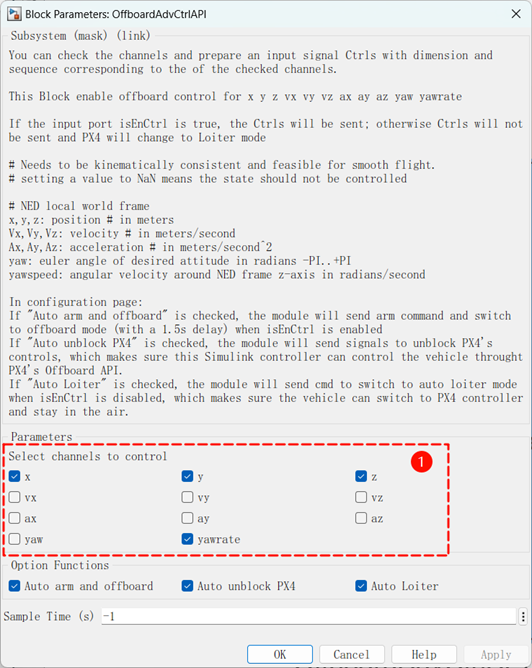 Block Parameters: OffboardAdvCtrlAPI
Subsystem (mask) (link)
You can check the channels and prepare an input signal Ctrls with dimension and
sequence corresponding to the of the checked channels.
This Block enable offboard control for x y z vx vy vz ax ay az yaw yawrate
If the input port isEnCtrl is true, the Ctrls will be sent; otherwise Ctrls will not
be sent and PX4 will change to Loiter mode
# Needs to be kinematically consistent and feasible for smooth flight.
# setting a value to NaN means the state should not be controlled
# NED local world frame
x,y,z: position # in meters
Vx,Vy,Vz: velocity # in meters/second
Ax,Ay,Az: acceleration # in meters/second^2
yaw: euler angle of desired attitude in radians -PI..+PI
yawspeed: angular velocity around NED frame z-axis in radians/second
In configuration page:
If "Auto arm and offboard" is checked, the module will send arm command and switch
to offboard mode (with a 1.5s delay) when isEnCtrl is enabled
If "Auto unblock PX4" is checked, the module will send signals to unblock PX4's
controls, which makes sure this Simulink controller can control the vehicle throught
PX4's Offboard API.
If "Auto Loiter" is checked, the module will send cmd to switch to auto loiter mode
when isEnCtrl is disabled, which makes sure the vehicle can switch to PX4 controller
and stay in the air.
Parameters
Select channels to control
1
x y z
vx vy vz
ax ay az
yaw yawrate
Option Functions
Auto arm and offboard Auto unblock PX4 Auto Loiter
Sample Time (s) -1
OK Cancel Help Apply